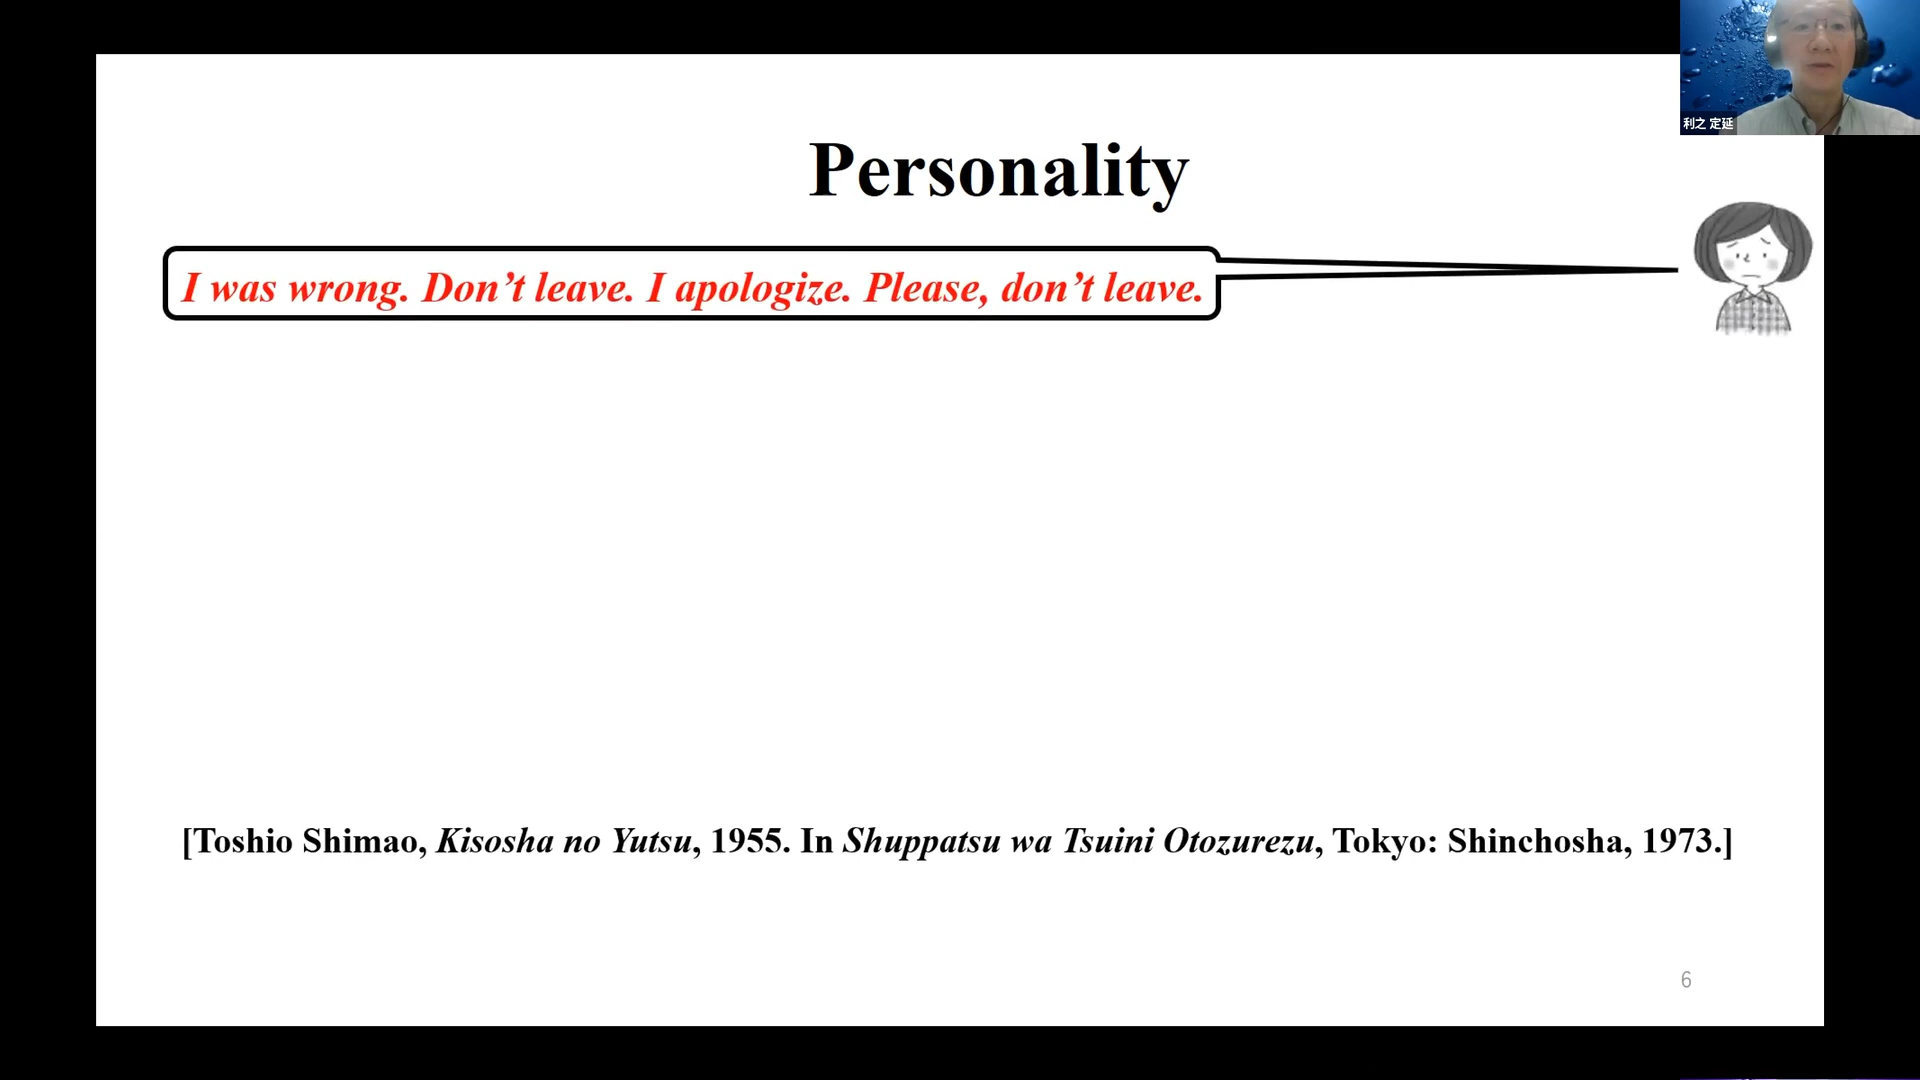 利之 定延
Personality
I was wrong. Don’t leave. I apologize. Please, don’t leave.
[Toshio Shimao, Kisosha no Yutsu, 1955. In Shuppatsu wa Tsuini Otozurezu, Tokyo: Shinchosha, 1973.]
6